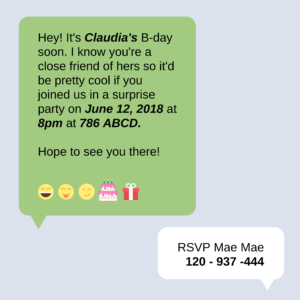 Hey! It's Claudia's B-day
soon. I know you're a
close friend of hers so it'd
be pretty cool if you
joined us in a surprise
party on June 12, 2018 at
8pm at 786 ABCD.
Hope to see you there!
RSVP Mae Mae
120 - 937 -444